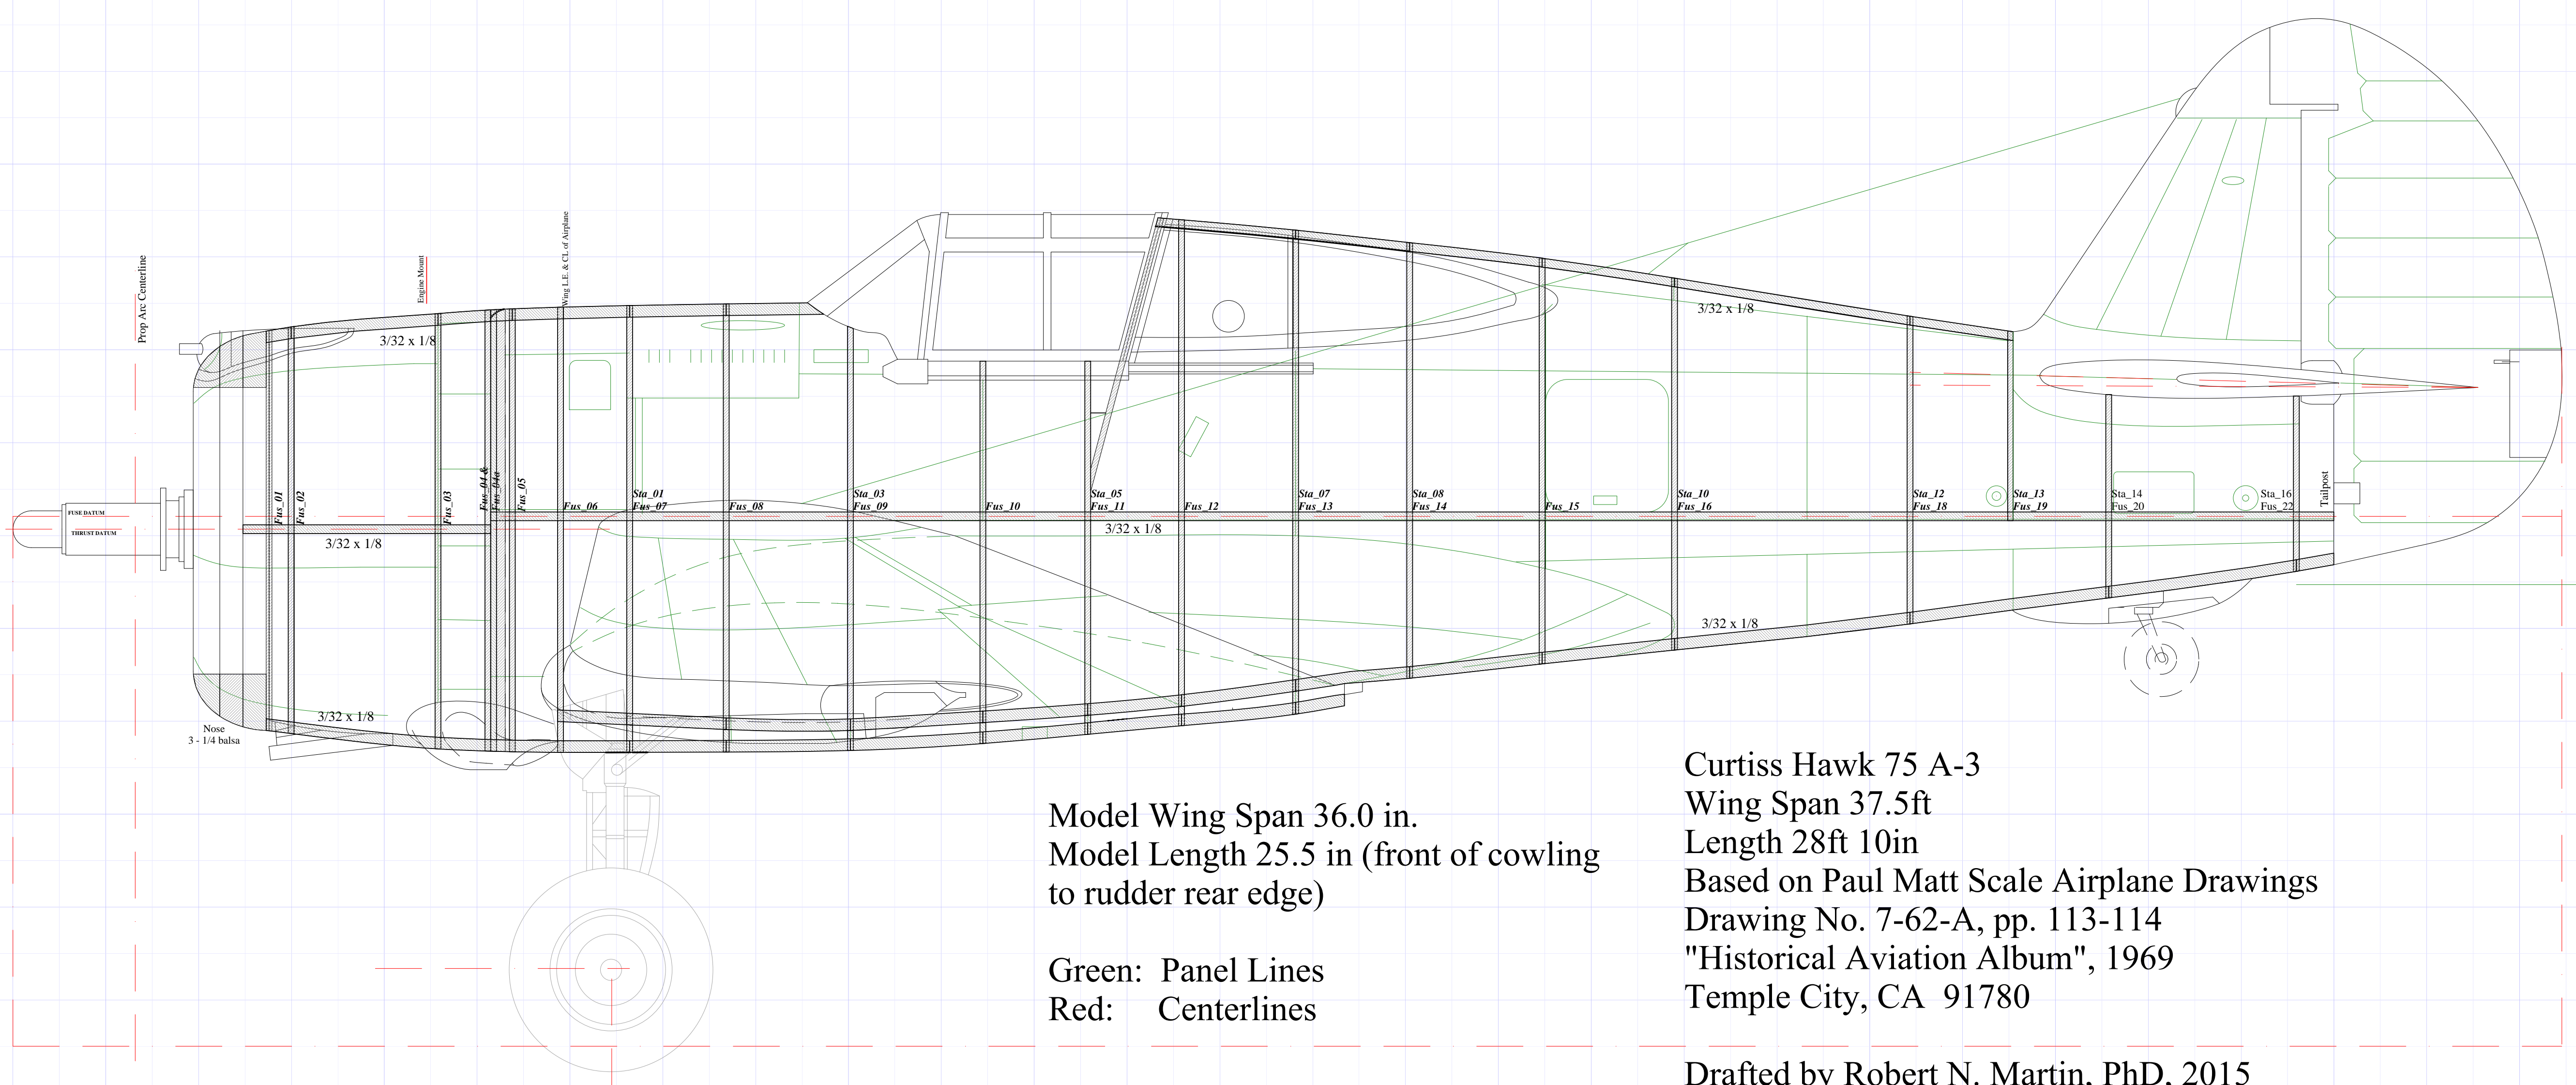 Wing L.E. & CL of Airplane
Prop Arc Centerline
Engine Mount
3/32 x 1/8
3/32 x 1/8
Fus_01
Fus_02
Fus_03
Fus_04 &
Fus_04a
Fus_05
Fus_06
Sta_01
Fus_07
Fus_08
Sta_03
Fus_09
Fus_10
Sta_05
Fus_11
Fus_12
Sta_07
Fus_13
Sta_08
Fus_14
Fus_15
Sta_10
Fus_16
Sta_12
Fus_18
Sta_13
Fus_19
Sta_14
Fus_20
Sta_16
Fus_22
Tailpost
FUSE DATUM
THRUST DATUM
3/32 x 1/8
3/32 x 1/8
3/32 x 1/8
3/32 x 1/8
Nose
3 - 1/4 balsa
Model Wing Span 36.0 in.
Model Length 25.5 in (front of cowling
to rudder rear edge)
Green: Panel Lines
Red: Centerlines
Curtiss Hawk 75 A-3
Wing Span 37.5ft
Length 28ft 10in
Based on Paul Matt Scale Airplane Drawings
Drawing No. 7-62-A, pp. 113-114
"Historical Aviation Album", 1969
Temple City, CA 91780
Drafted by Robert N. Martin, PhD, 2015